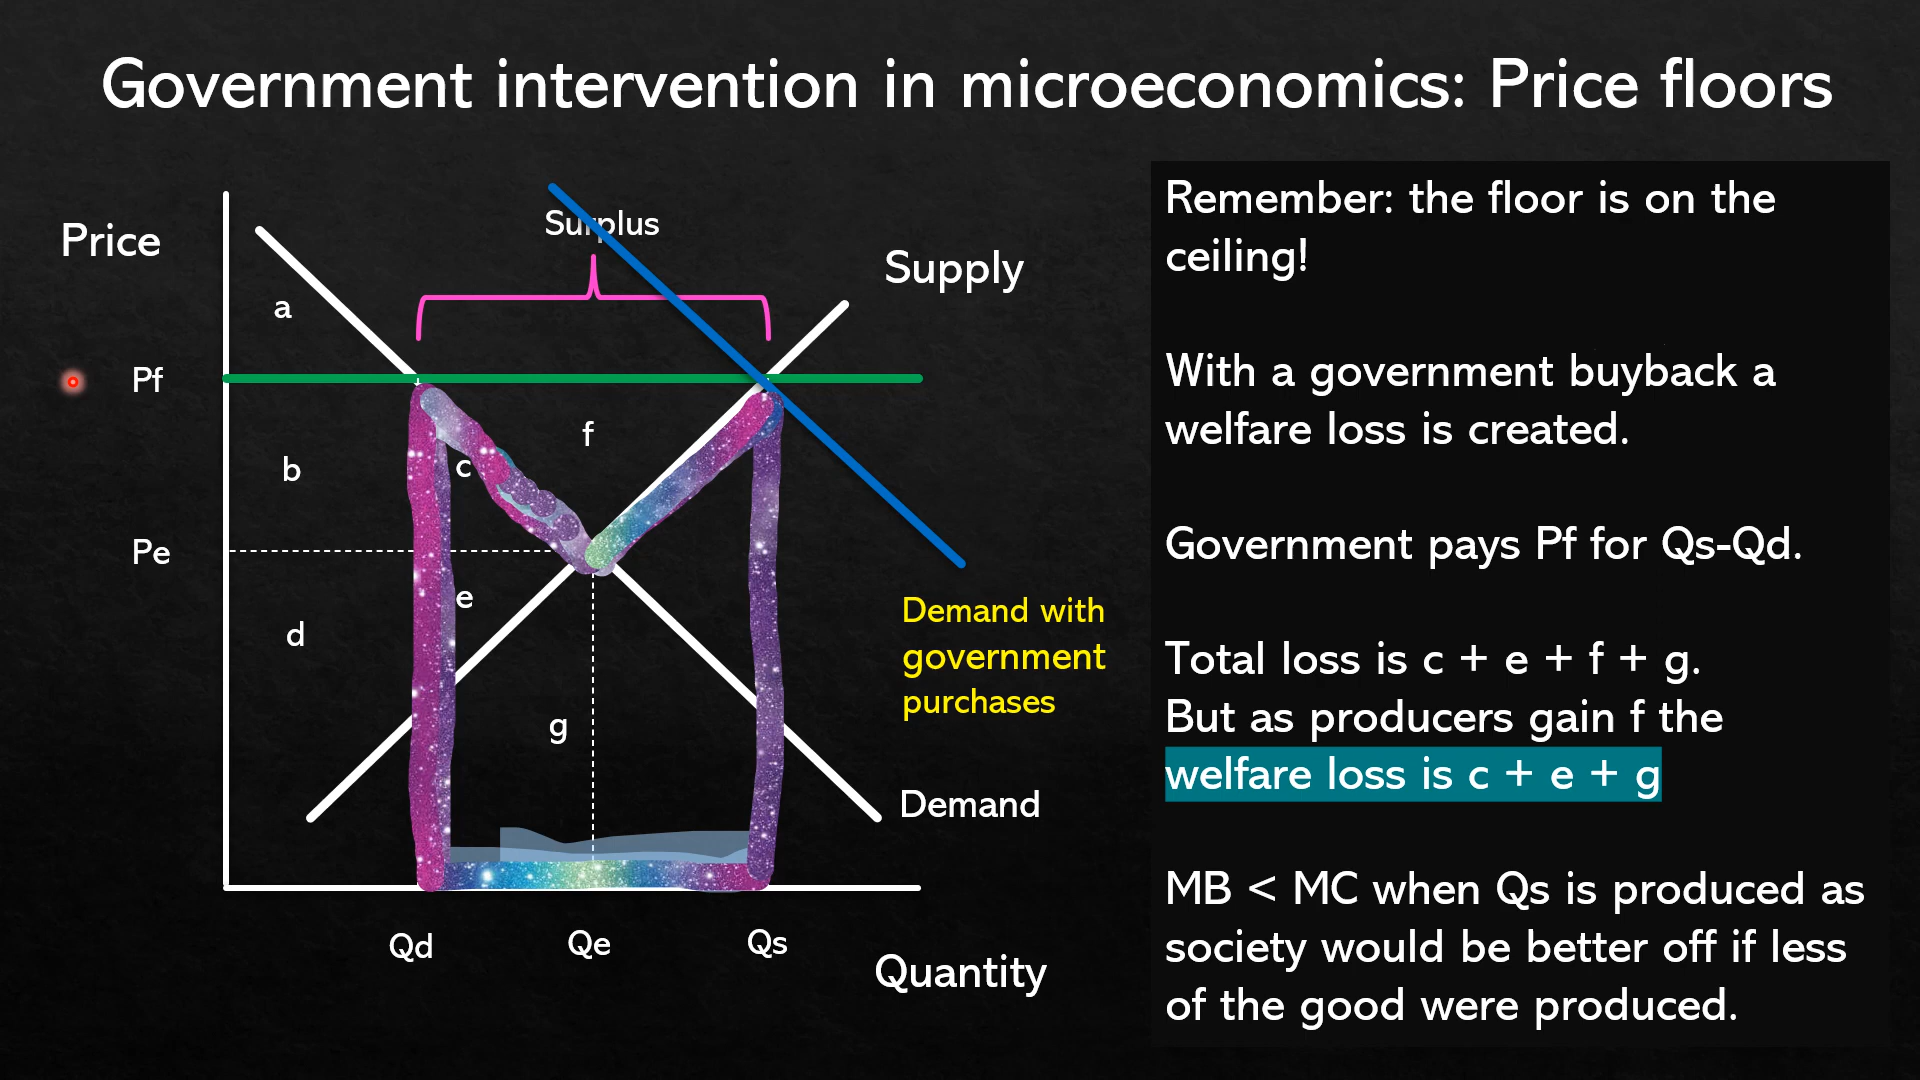 Government intervention in microeconomics: Price floors
Price
Surplus
Supply
a
Pf
f
b
c
Pe
e
d
g
Demand with
government
purchases
Demand
Qd
Qe
Qs
Quantity
Remember: the floor is on the
ceiling!
With a government buyback a
welfare loss is created.
Government pays Pf for Qs-Qd.
Total loss is c + e + f + g.
But as producers gain f the
welfare loss is c + e + g
MB < MC when Qs is produced as
society would be better off if less
of the good were produced.